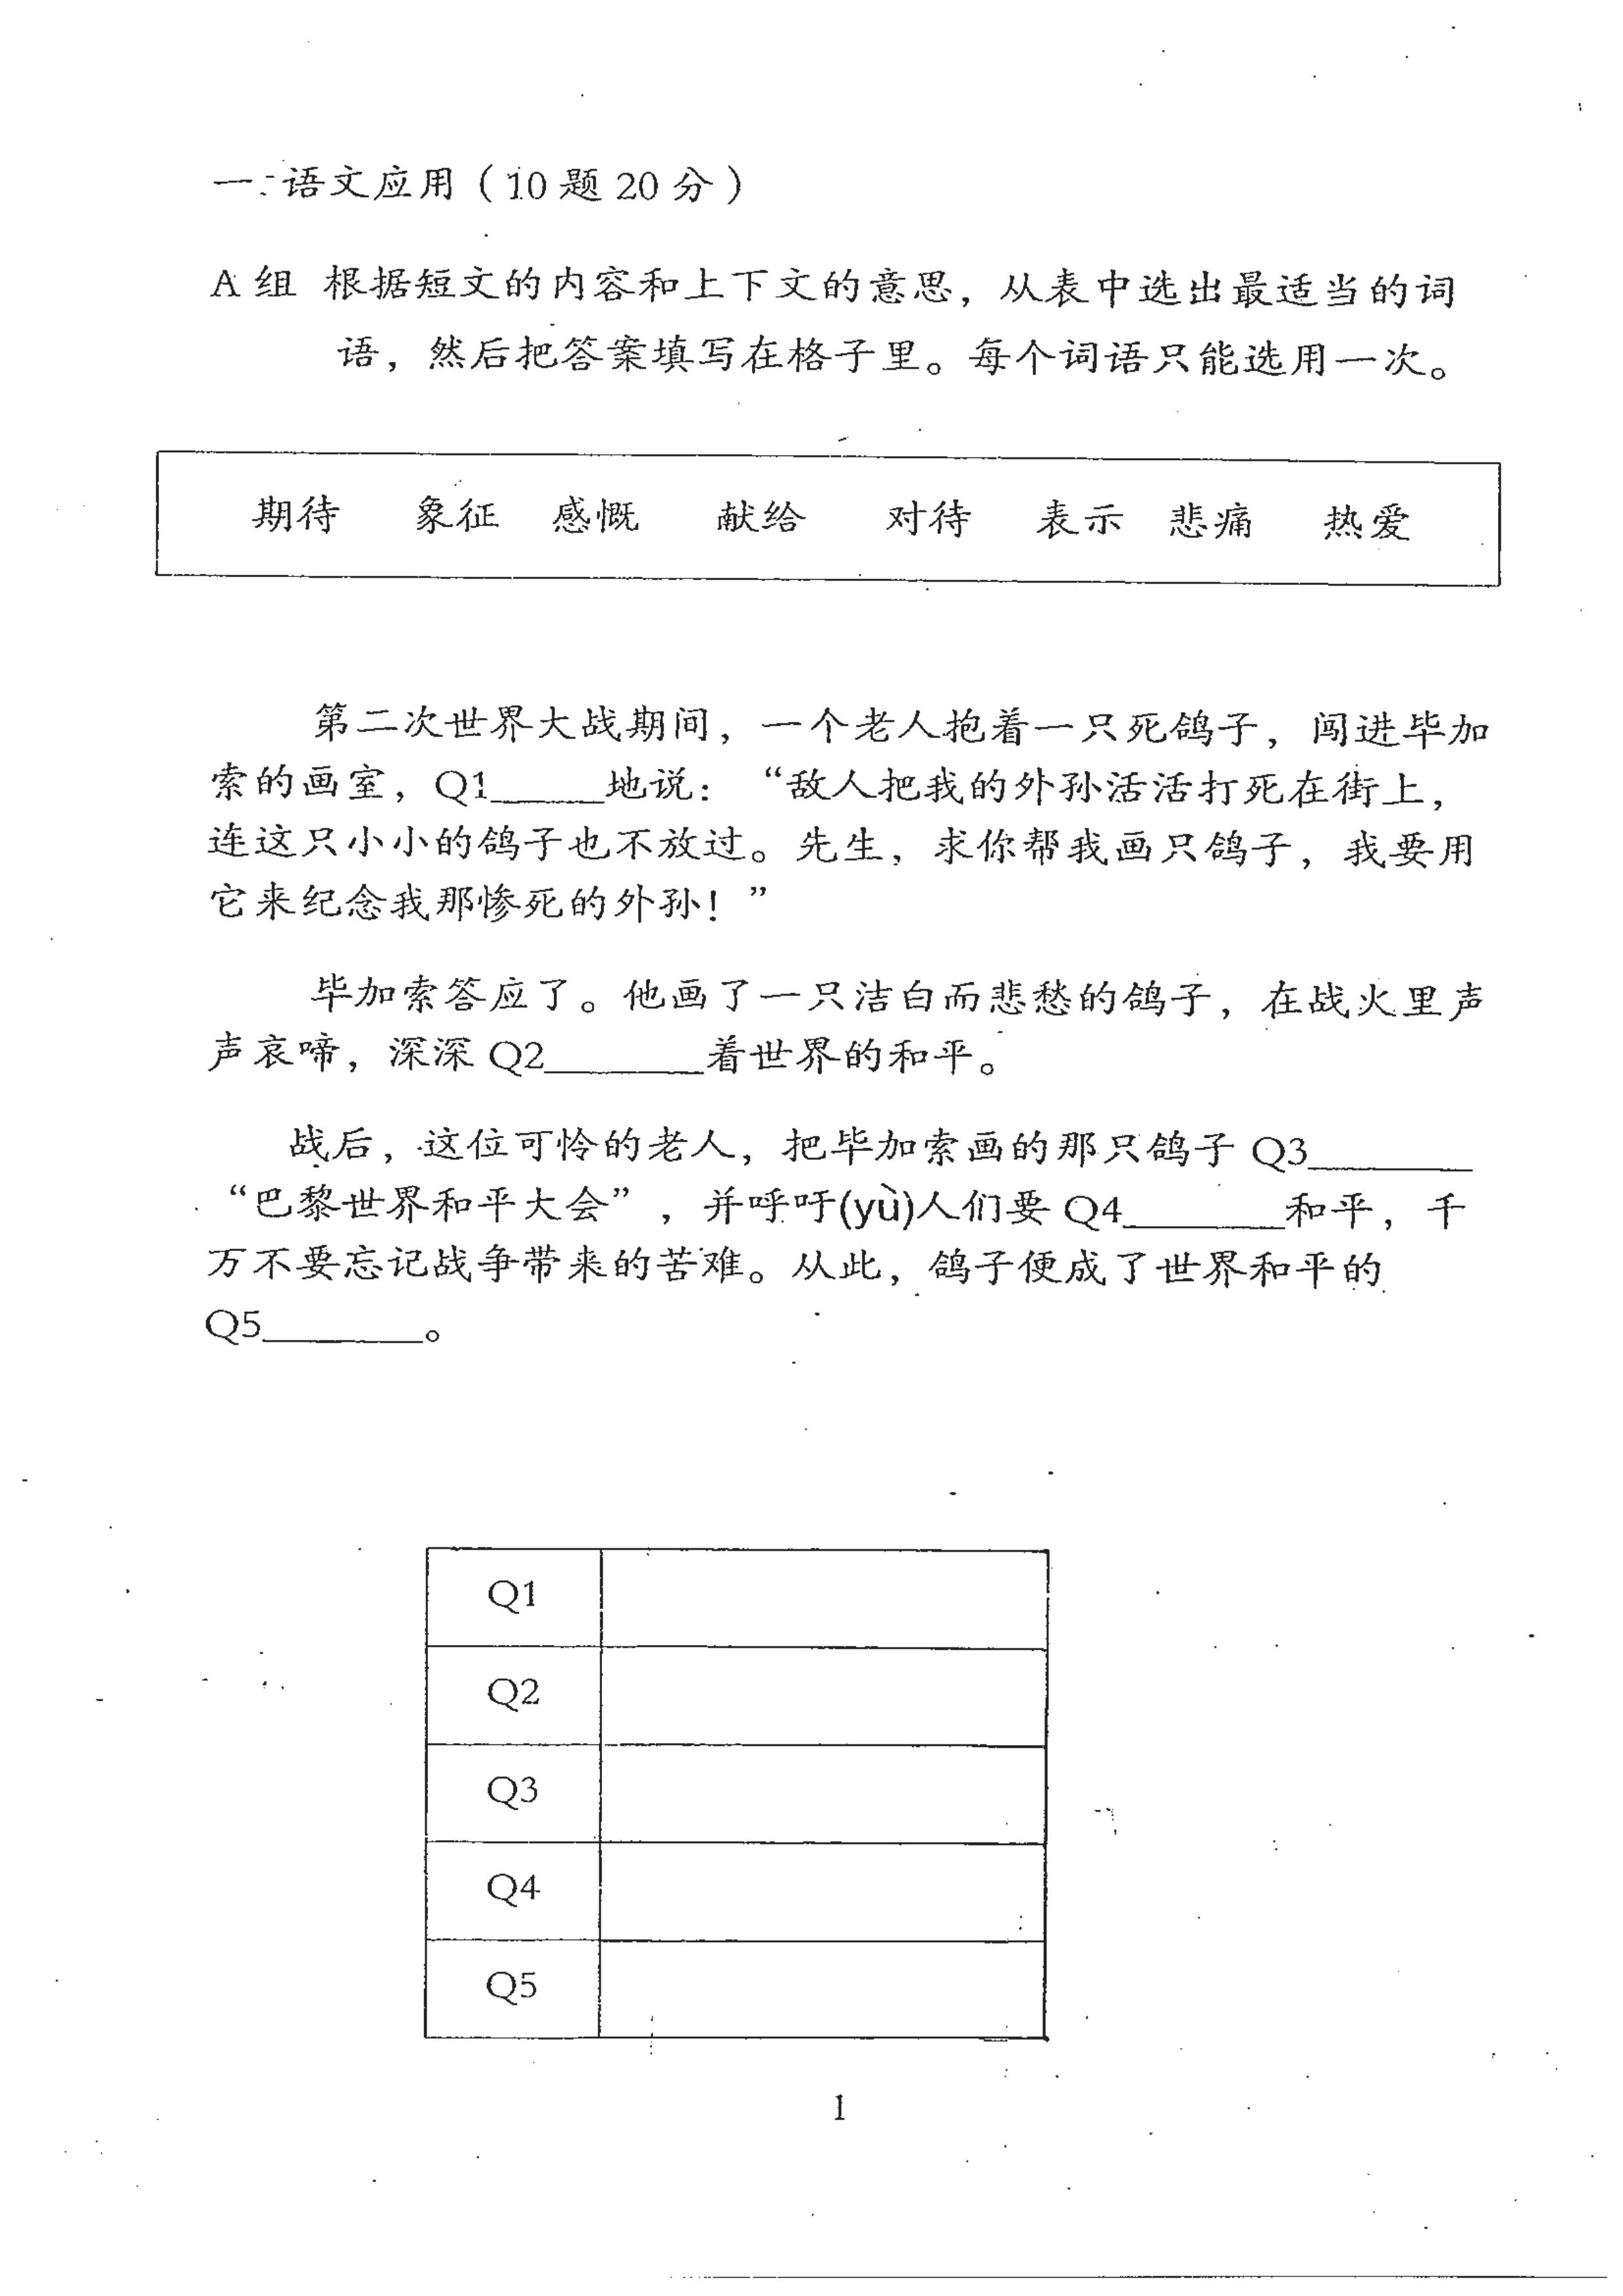 一. 语文应用（10 题 20 分）
A 组 根据短文的内容和上下文的意思，从表中选出最适当的词
语，然后把答案填写在格子里。每个词语只能选用一次。
期待 象征 感慨 献给 对待 表示 悲痛 热爱
第二次世界大战期间，一个老人抱着一只死鸽子，闯进毕加
索的画室，Q1_____地说：“敌人把我的外孙活活打死在街上，
连这只小小的鸽子也不放过。先生，求你帮我画只鸽子，我要用
它来纪念我那惨死的外孙！”
毕加索答应了。他画了一只洁白而悲愁的鸽子，在战火里声
声哀啼，深深 Q2_______着世界的和平。
战后，这位可怜的老人，把毕加索画的那只鸽子 Q3_______
“巴黎世界和平大会”，并呼吁(yù)人们要 Q4_______和平，千
万不要忘记战争带来的苦难。从此，鸽子便成了世界和平的
Q5_______。
Q1
Q2
Q3
Q4
Q5
1